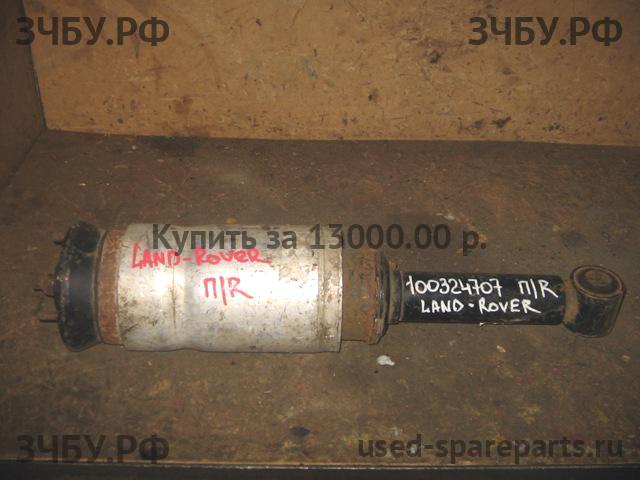 ЗЧБУ.РФ ЗЧБУ.РФ
Купить за 13000.00 р.
LAND-ROVER
П/R
100324707 П/R
LAND-ROVER
ЗЧБУ.РФ used-spareparts.ru